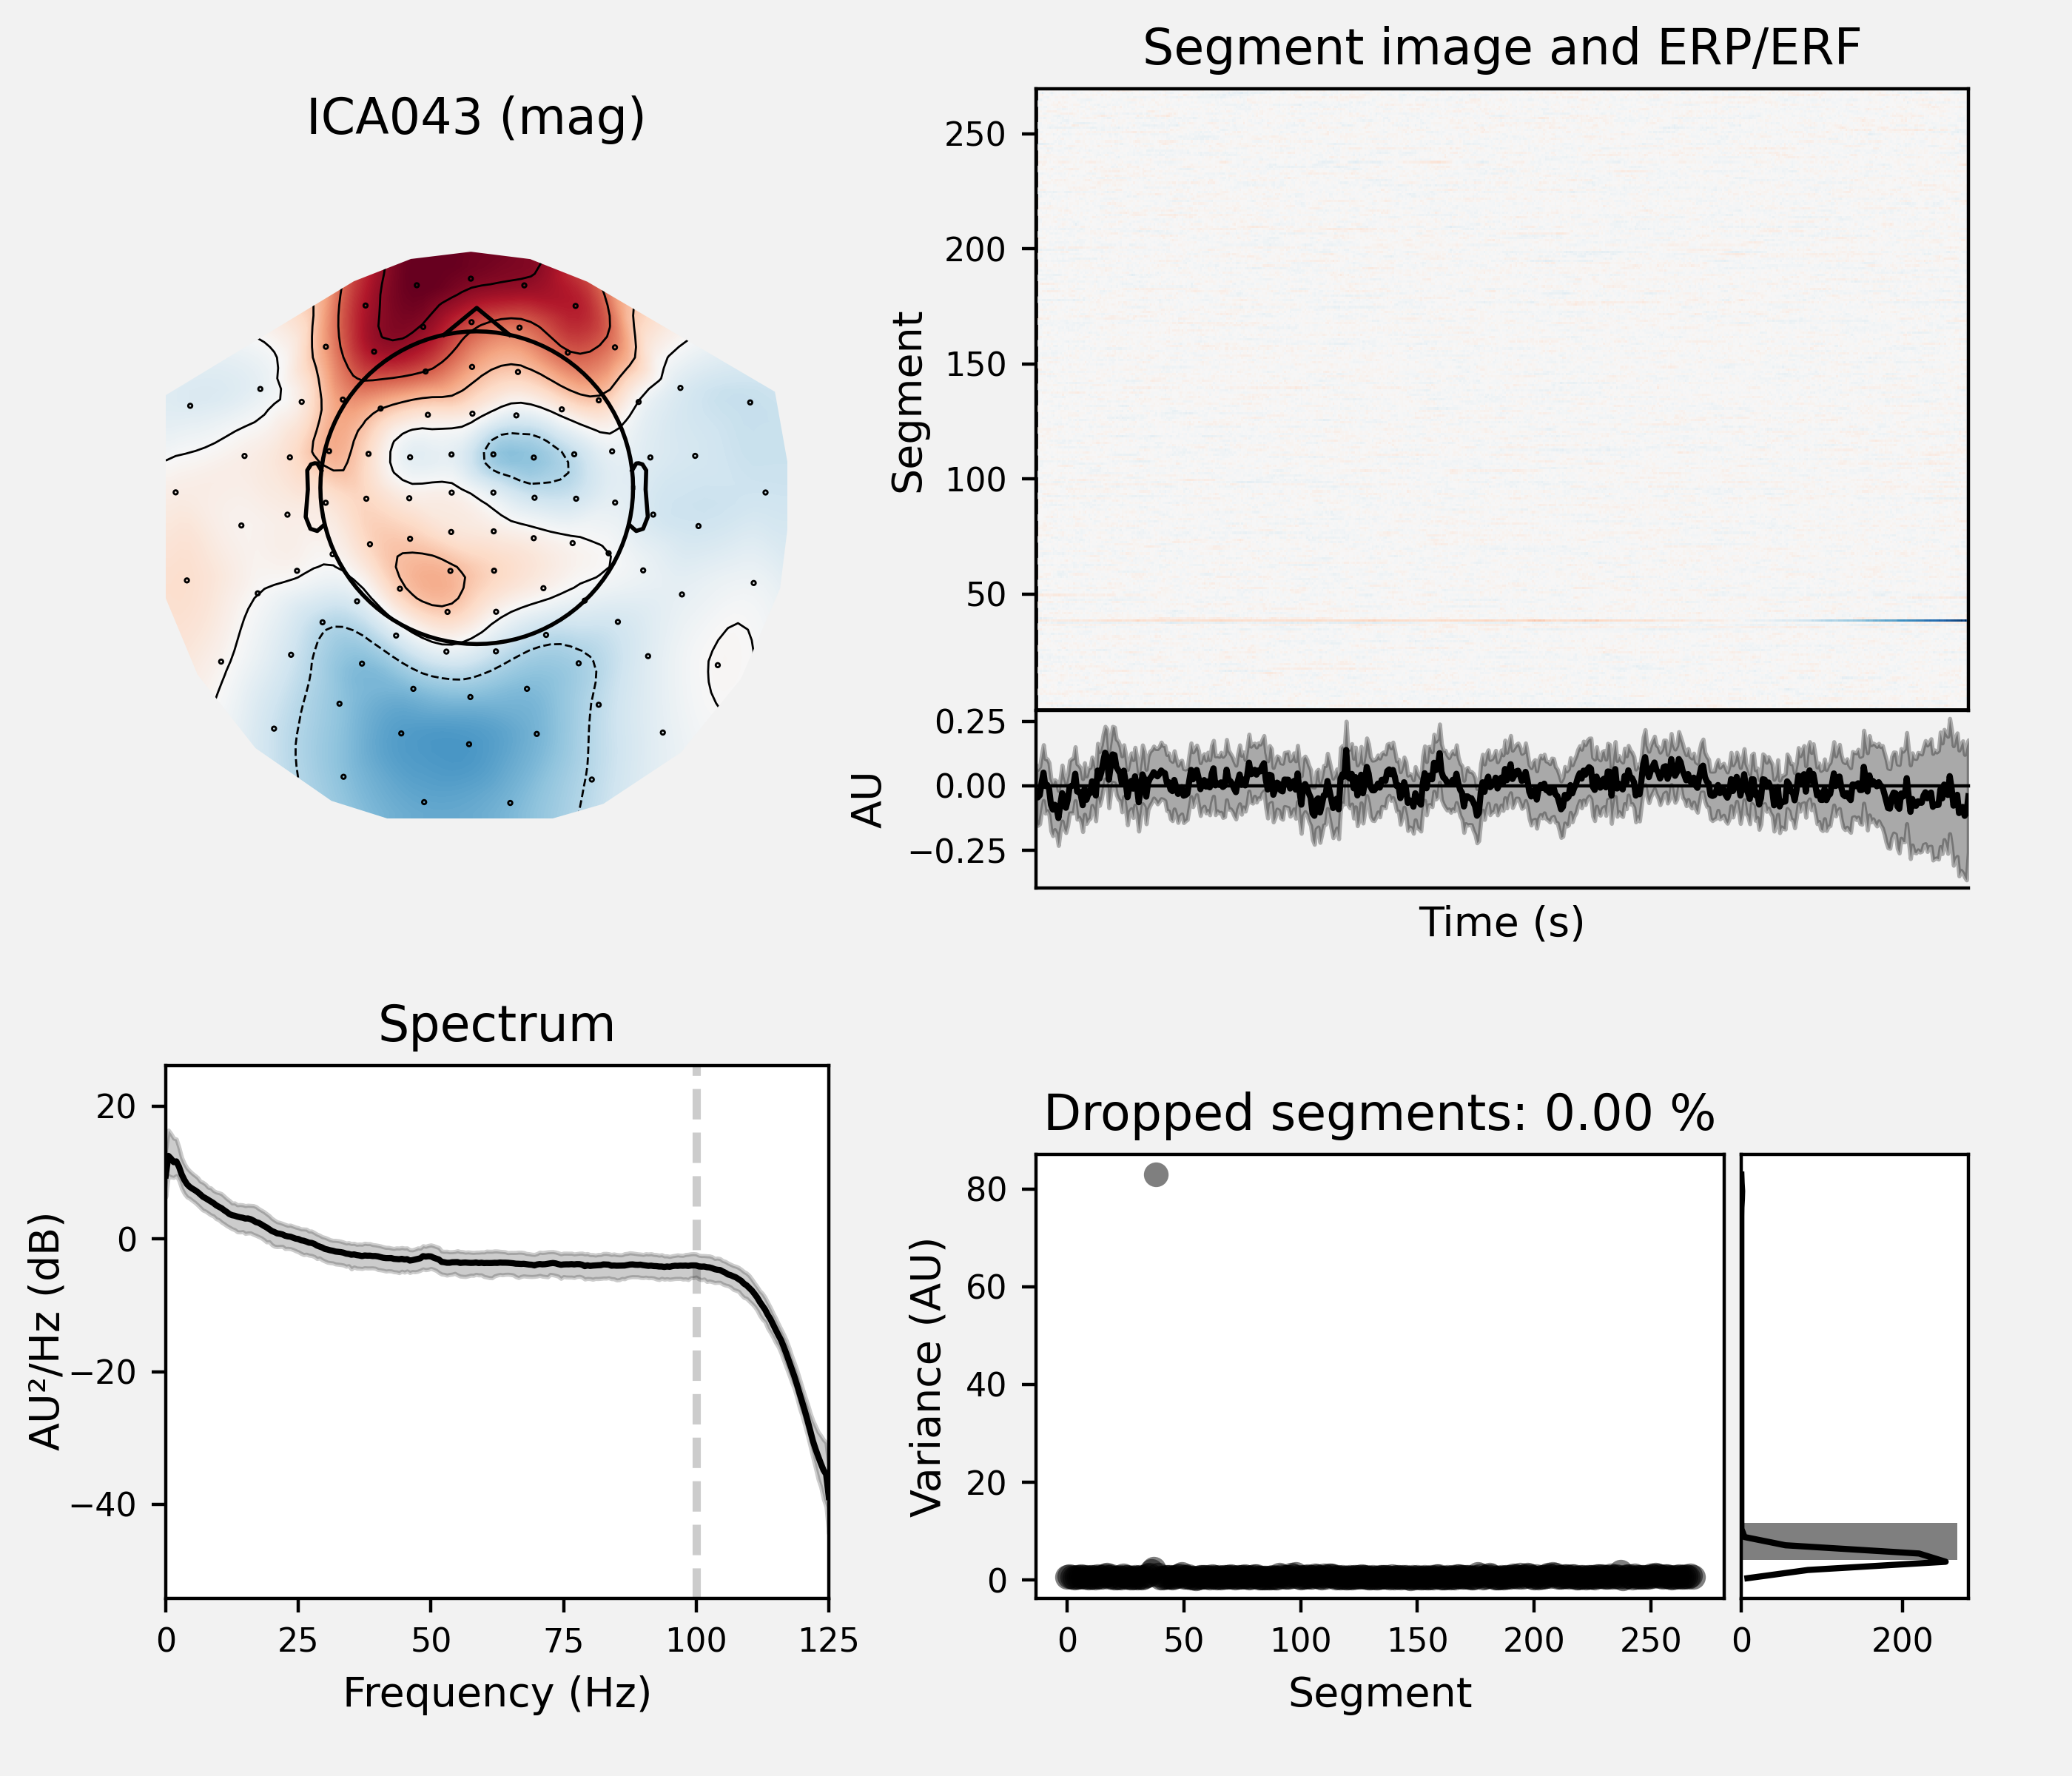 ICA043 (mag)
Segment image and ERP/ERF
Segment
250
200
150
100
50
AU
0.25
0.00
−0.25
Time (s)
Spectrum
AU²/Hz (dB)
20
0
−20
−40
0 25 50 75 100 125
Frequency (Hz)
Dropped segments: 0.00 %
Variance (AU)
80
60
40
20
0
0 50 100 150 200 250
Segment
0 200